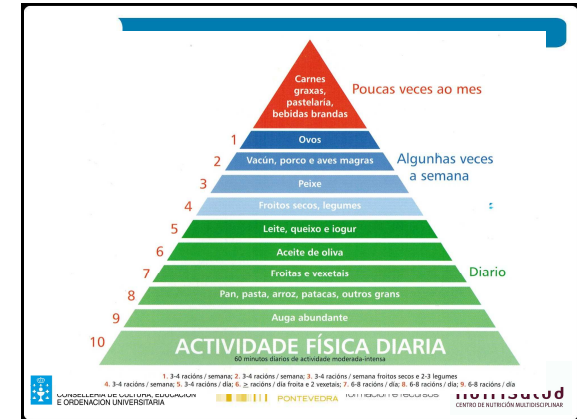 Carnes
graxas,
pastelaría,
bebidas brandas
Poucas veces ao mes
1 Ovos
2 Vacún, porco e aves magras
Algunhas veces
a semana
3 Peixe
4 Froitos secos, legumes
5 Leite, queixo e iogur
6 Aceite de oliva
7 Froitas e vexetais
Diario
8 Pan, pasta, arroz, patacas, outros grans
9 Auga abundante
10 ACTIVIDADE FÍSICA DIARIA
60 minutos diarios de actividade moderada-intensa
1. 3-4 racións / semana; 2. 3-4 racións / semana; 3. 3-4 racións / semana froitos secos e 2-3 legumes
4. 3-4 racións / semana; 5. 3-4 racións / día; 6. ≥ racións / día froita e 2 vexetais; 7. 6-8 racións / día; 8. 6-8 racións / día; 9. 6-8 racións / día
CONSELLERÍA DE CULTURA, EDUCACIÓN
E ORDENACIÓN UNIVERSITARIA
PONTEVEDRA
formación e recursos
nutrisalud
CENTRO DE NUTRICIÓN MULTIDISCIPLINAR